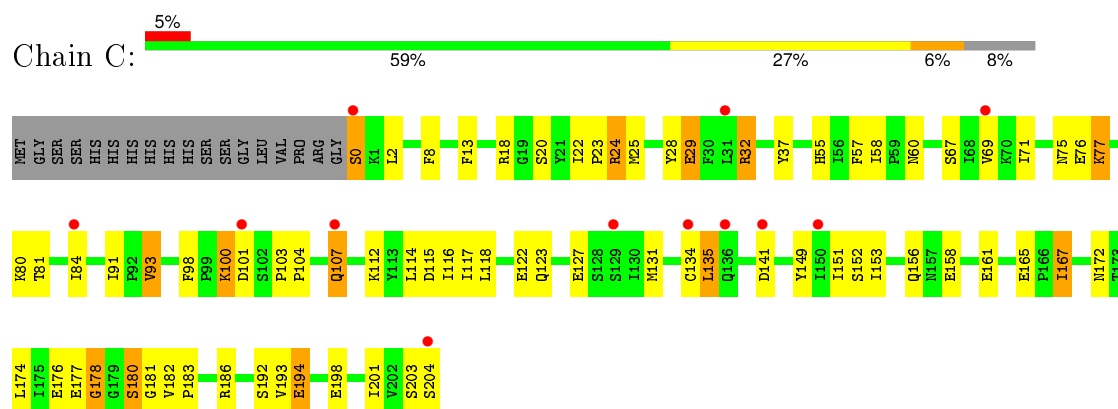 5%
Chain C:
59% 27% 6% 8%
MET GLY SER SER HIS HIS HIS HIS HIS HIS SER SER GLY LEU VAL PRO ARG GLY S0 K1 L2 F8 F13 R18 G19 S20 Y21 I22 P23 R24 M25 Y28 E29 F30 L31 R32 Y37 H55 I56 F57 I58 P59 N60 S67 I68 V69 K70 I71 N75 E76 K77
K80 T81 I84 I91 P92 V93 F98 P99 K100 D101 S102 P103 P104 Q107 K112 Y113 L114 D115 I116 I117 L118 E122 Q123 E127 S128 S129 I130 M131 C134 L135 Q136 D141 Y149 I150 I151 S152 I153 Q156 N157 E158 E161 E165 P166 I167 N172 T173
L174 I175 E176 E177 G178 G179 S180 G181 V182 P183 R186 S192 V193 E194 E198 I201 V202 S203 S204